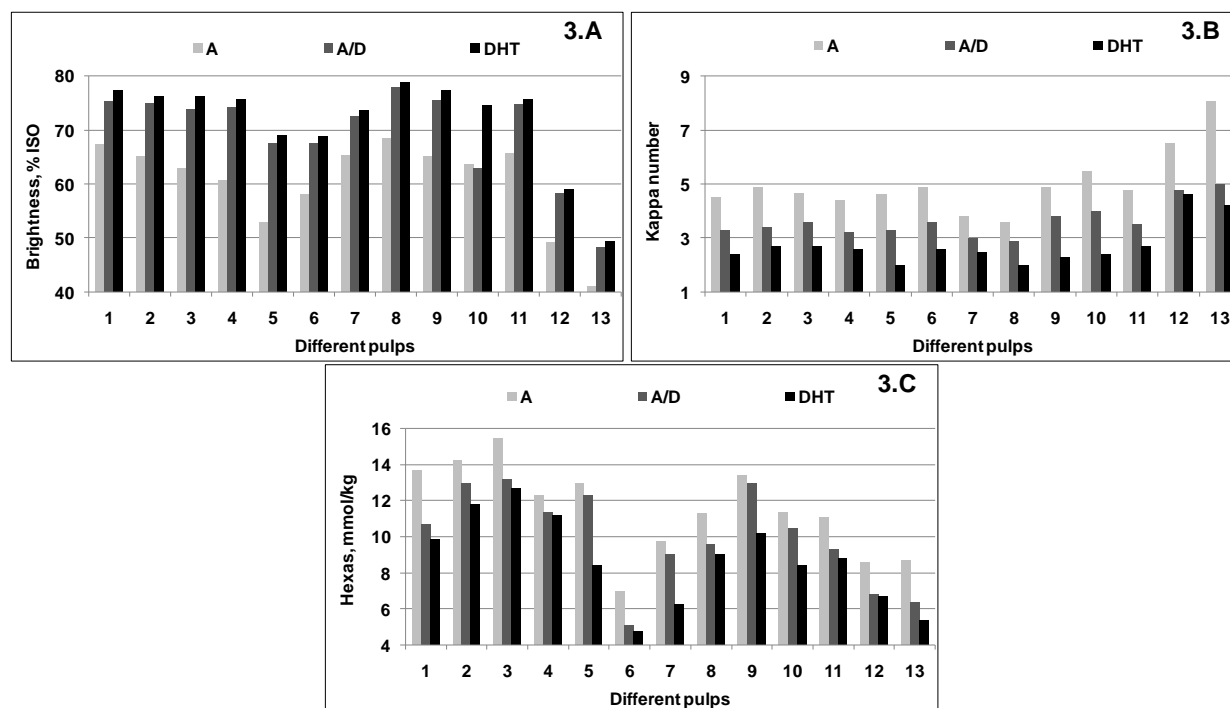 3.A
A A/D DHT
Brightness, % ISO
80
70
60
50
40
1 2 3 4 5 6 7 8 9 10 11 12 13
Different pulps
3.B
A A/D DHT
Kappa number
9
7
5
3
1
1 2 3 4 5 6 7 8 9 10 11 12 13
Different pulps
3.C
A A/D DHT
Hexas, mmol/kg
16
14
12
10
8
6
4
1 2 3 4 5 6 7 8 9 10 11 12 13
Different pulps